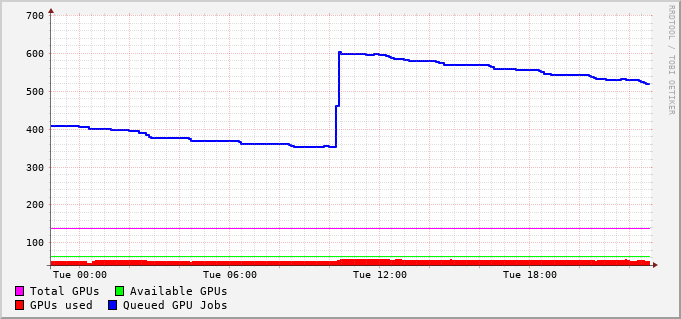 700
600
500
400
300
200
100
Tue 00:00 Tue 06:00 Tue 12:00 Tue 18:00
Total GPUs Available GPUs
GPUs used Queued GPU Jobs
RRDTOOL / TOBI OETIKER